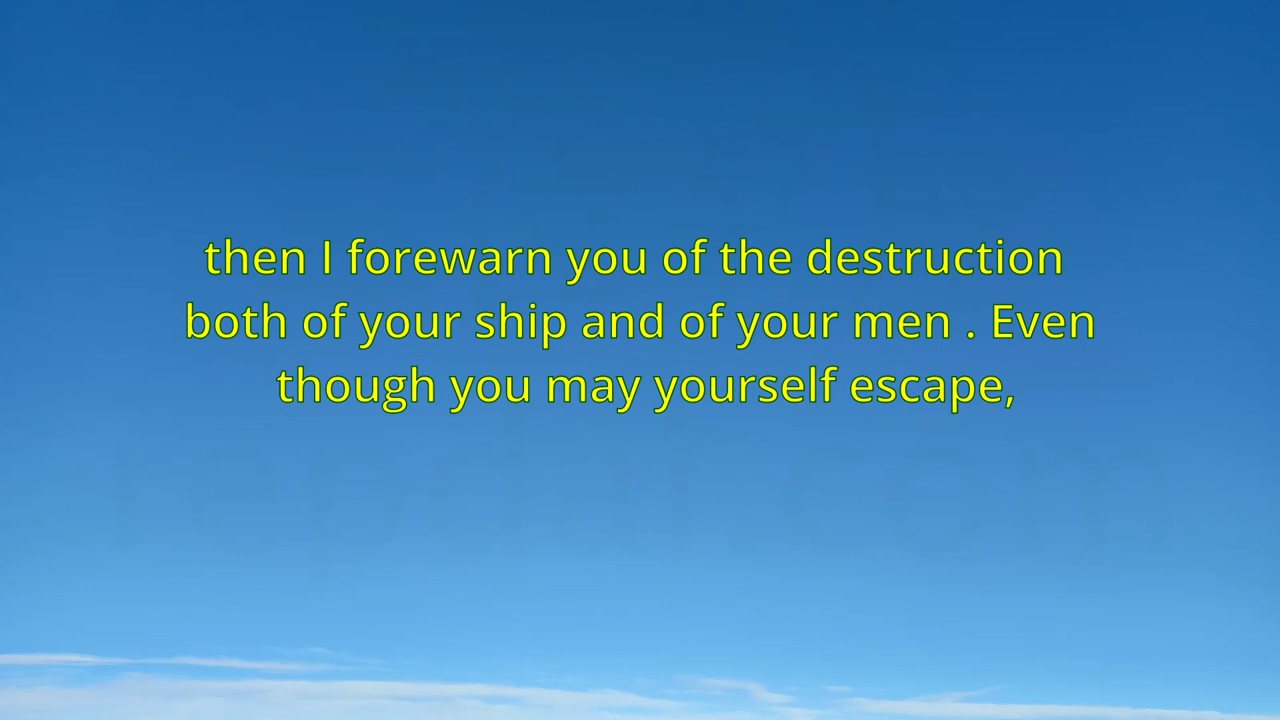 then I forewarn you of the destruction
both of your ship and of your men . Even
though you may yourself escape,